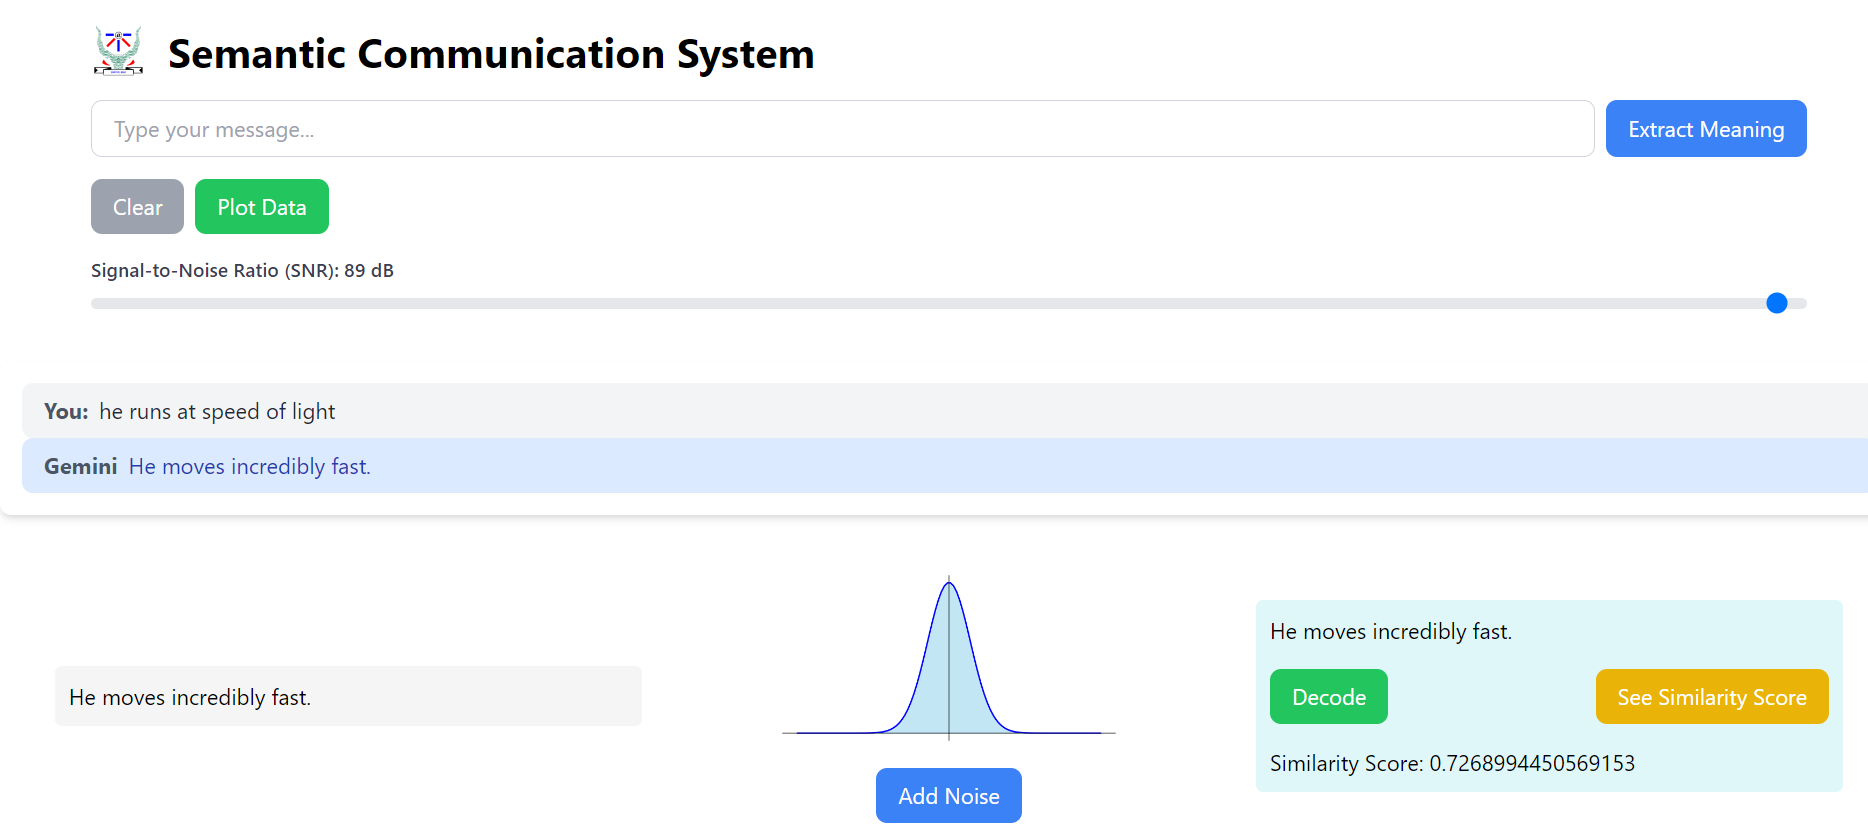 Semantic Communication System
Type your message...
Extract Meaning
Clear
Plot Data
Signal-to-Noise Ratio (SNR): 89 dB
You: he runs at speed of light
Gemini He moves incredibly fast.
He moves incredibly fast.
Add Noise
He moves incredibly fast.
Decode
See Similarity Score
Similarity Score: 0.7268994450569153